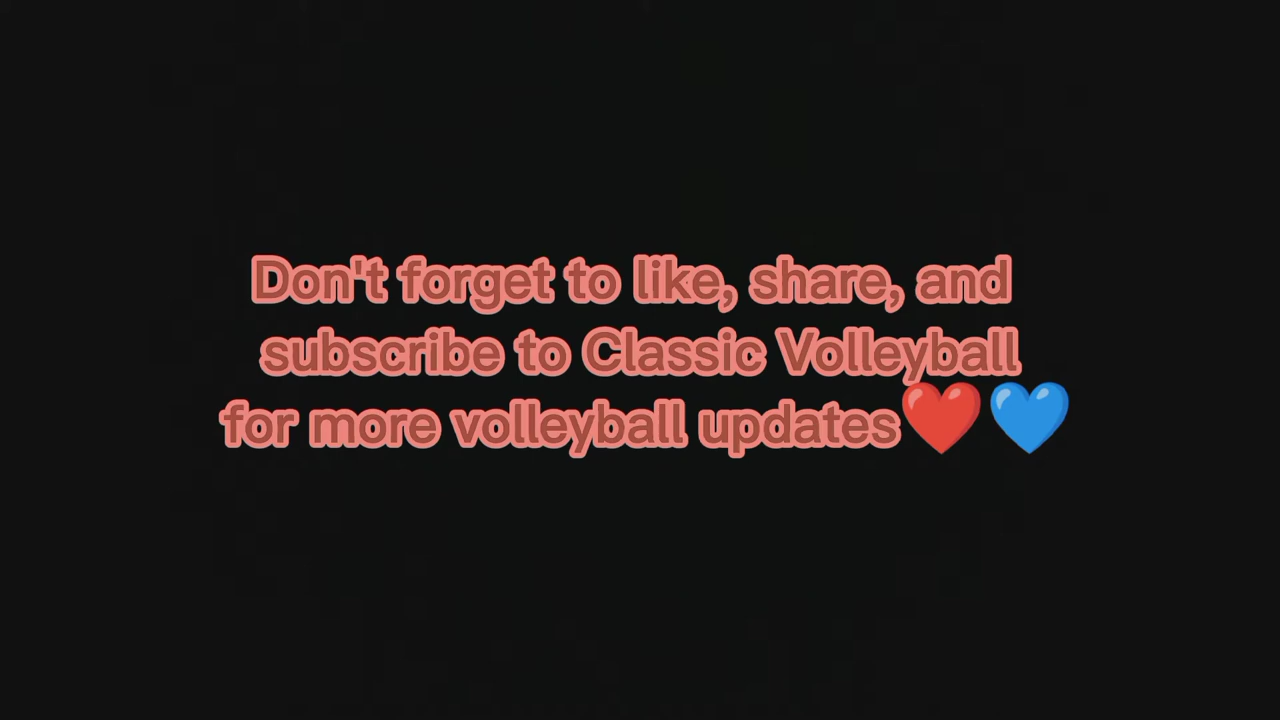 Don't forget to like, share, and
subscribe to Classic Volleyball
for more volleyball updates❤️💙